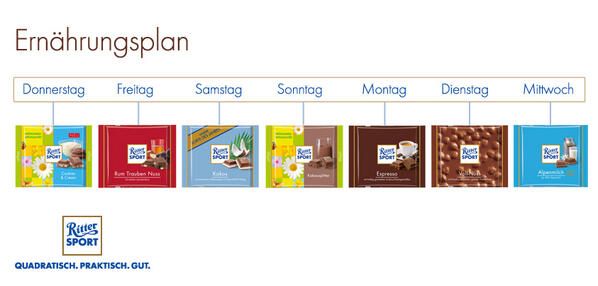 Ernährungsplan
Donnerstag Freitag Samstag Sonntag Montag Dienstag Mittwoch
Ritter SPORT Cookies & Cream
Ritter SPORT Rum Trauben Nuss
Ritter SPORT Kokos
Ritter SPORT Kakaosplitter
Ritter SPORT Espresso
Ritter SPORT Voll-Nuss
Ritter SPORT Alpenmilch
Ritter
SPORT
QUADRATISCH. PRAKTISCH. GUT.